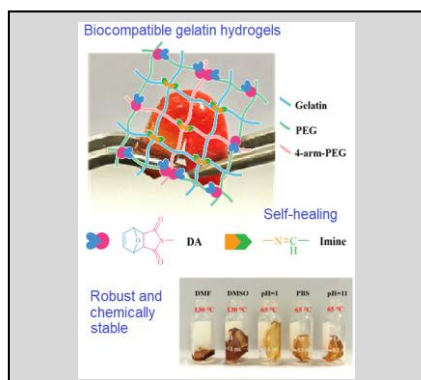 Biocompatible gelatin hydrogels
Gelatin
PEG
4-arm-PEG
Self-healing
DA
Imine
O
O
N
O
N=C
H
Robust and
chemically
stable
DMF DMSO pH=1 PBS pH=11
130 °C 130 °C 65 °C 65 °C 65 °C